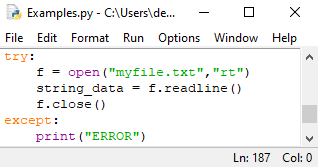 Examples.py - C:\Users\de...
File Edit Format Run Options Window Help
try:
    f = open("myfile.txt","rt")
    string_data = f.readline()
    f.close()
except:
    print("ERROR")
Ln: 187 Col: 0